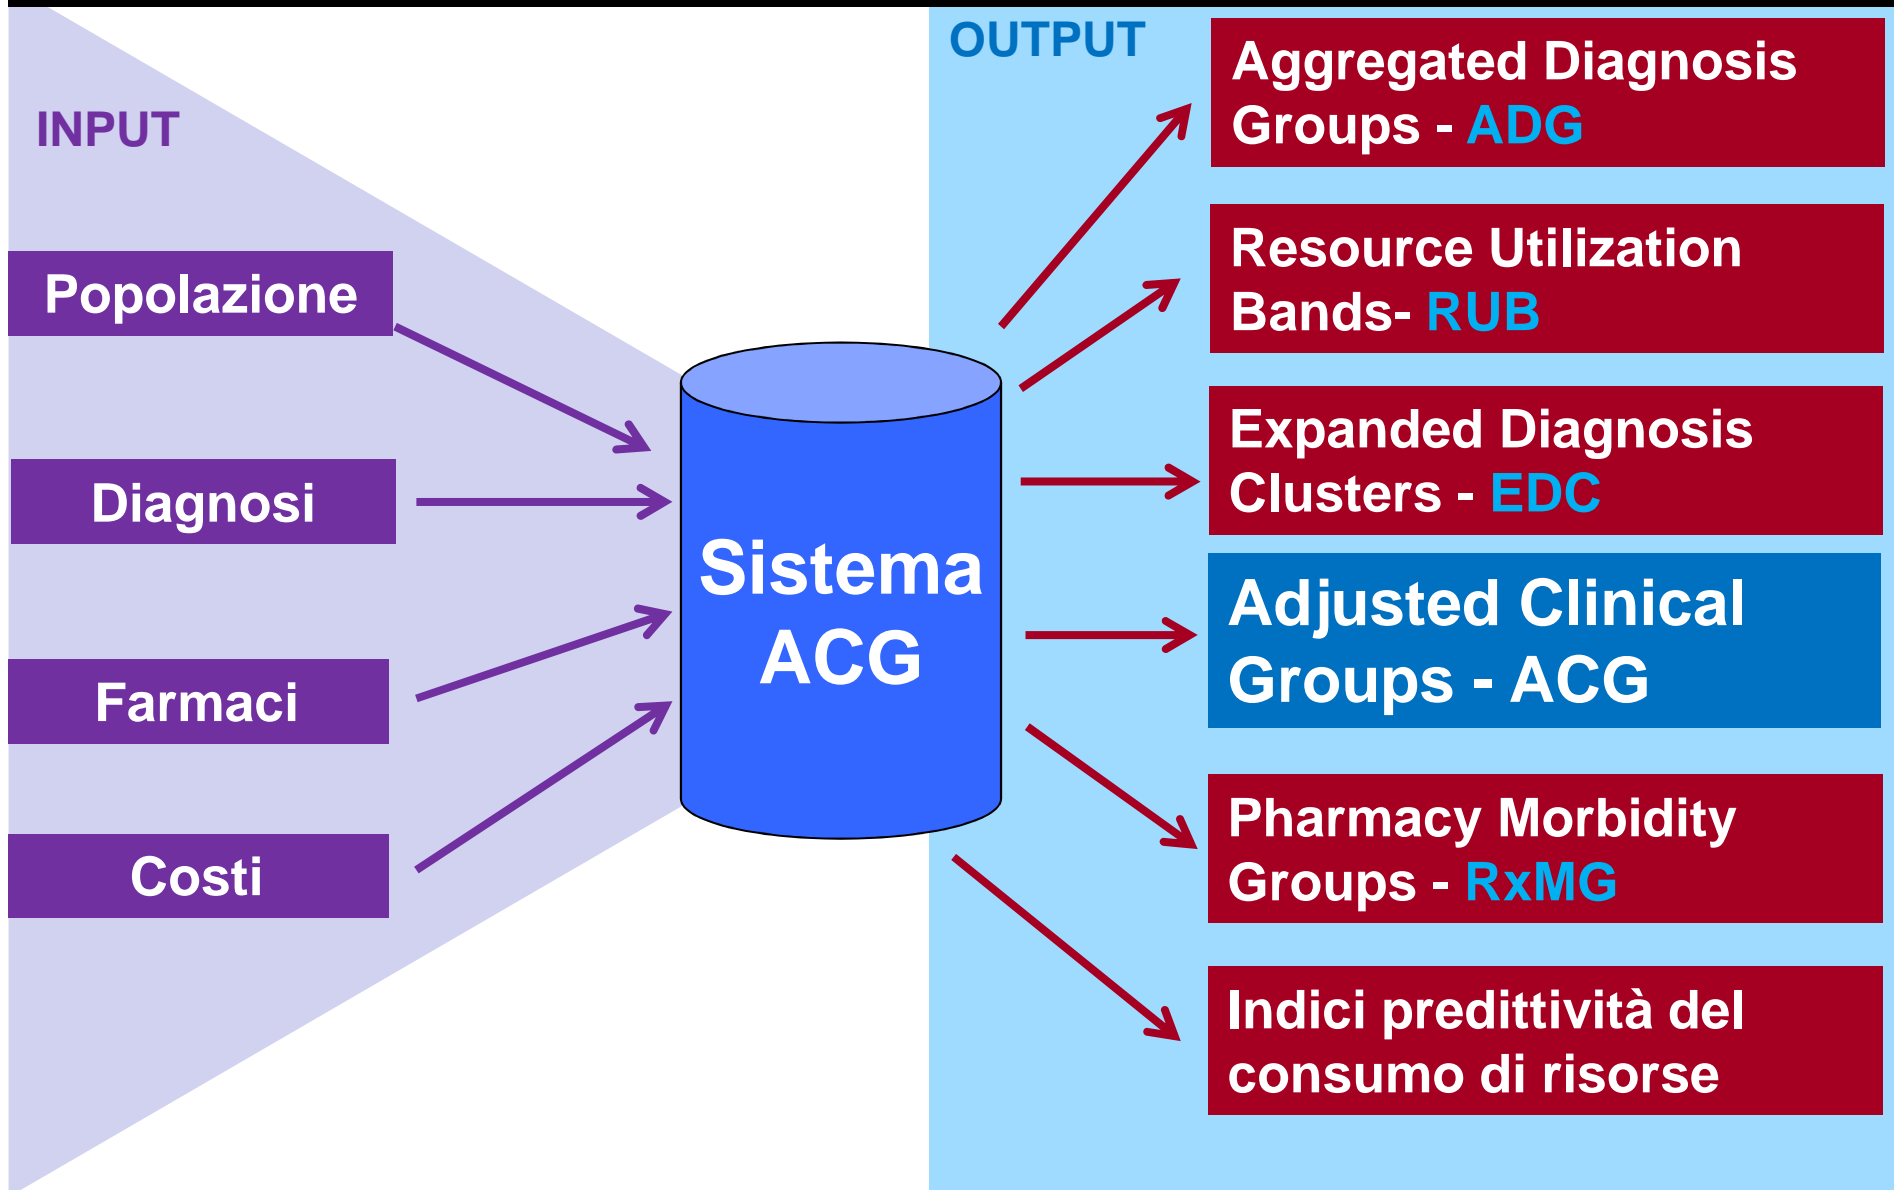 INPUT
Popolazione
Diagnosi
Farmaci
Costi
Sistema
ACG
OUTPUT
Aggregated Diagnosis
Groups - ADG
Resource Utilization
Bands- RUB
Expanded Diagnosis
Clusters - EDC
Adjusted Clinical
Groups - ACG
Pharmacy Morbidity
Groups - RxMG
Indici predittività del
consumo di risorse